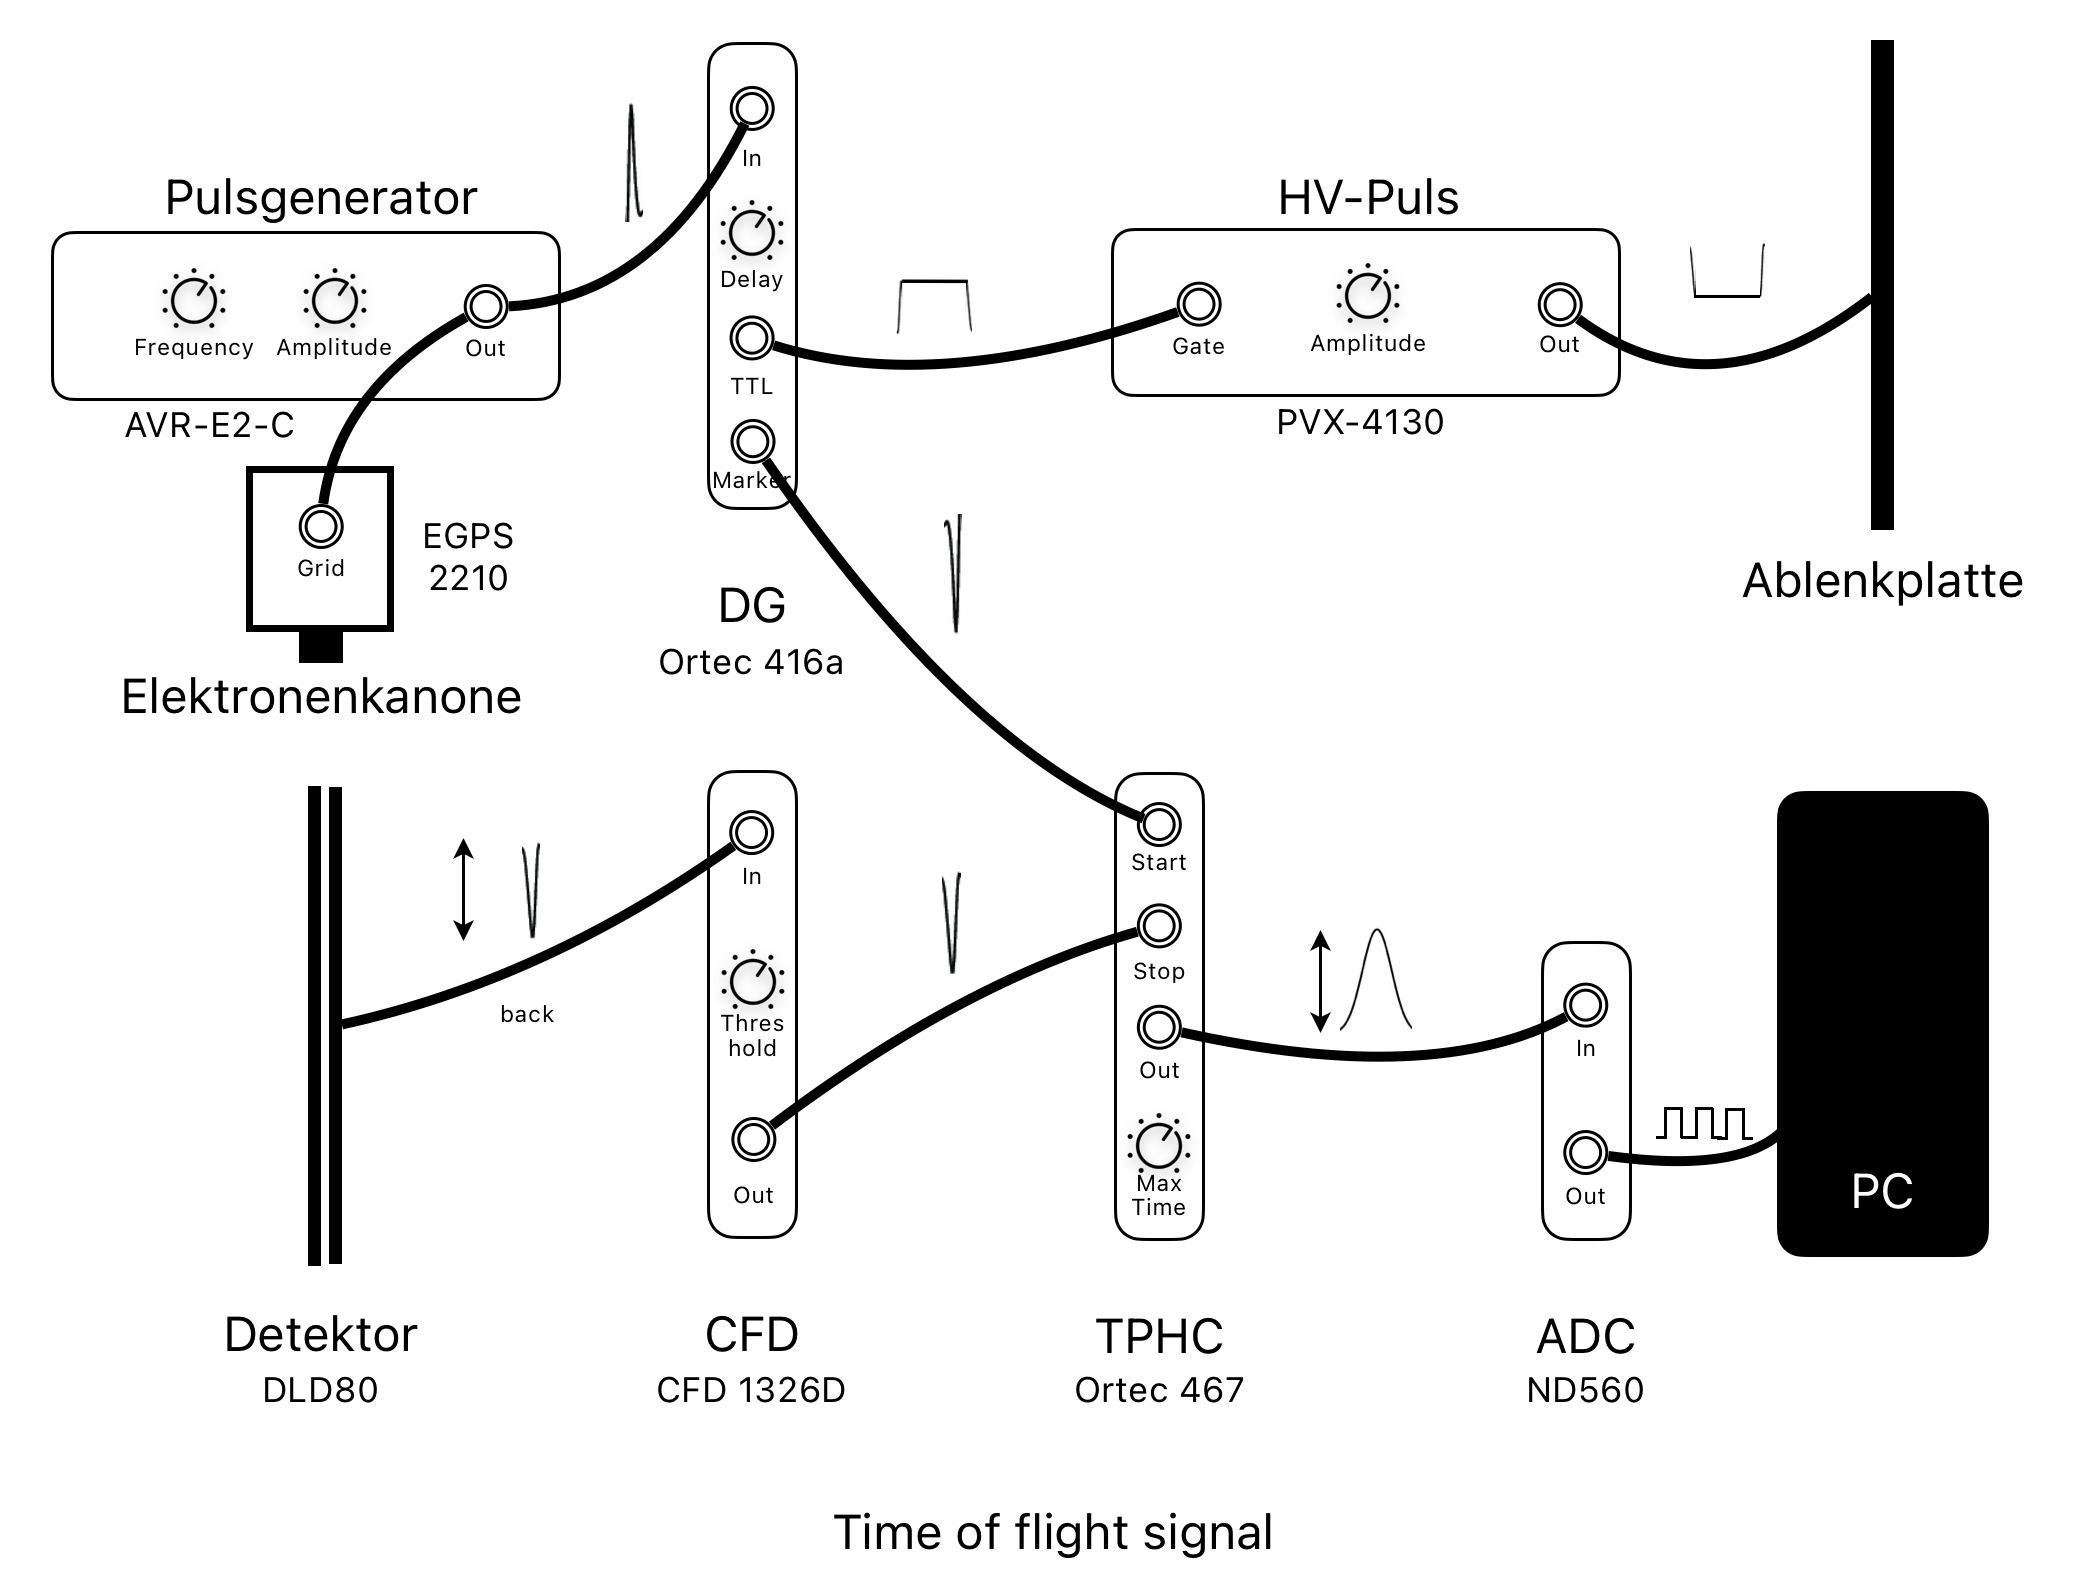 Pulsgenerator
Frequency
Amplitude
Out
AVR-E2-C
Grid
EGPS
2210
Elektronenkanone
In
Delay
TTL
Marker
DG
Ortec 416a
HV-Puls
Gate
Amplitude
Out
PVX-4130
Ablenkplatte
back
Detektor
DLD80
In
Thres
hold
Out
CFD
CFD 1326D
Start
Stop
Out
Max
Time
TPHC
Ortec 467
In
Out
ADC
ND560
PC
Time of flight signal